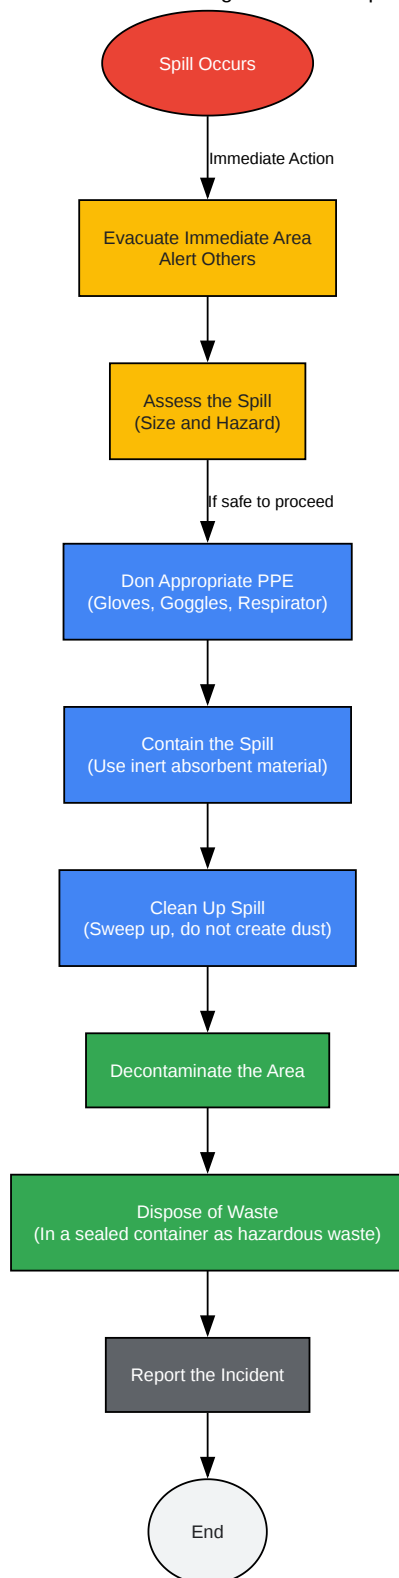 Spill Occurs
Immediate Action
Evacuate Immediate Area
Alert Others
Assess the Spill
(Size and Hazard)
If safe to proceed
Don Appropriate PPE
(Gloves, Goggles, Respirator)
Contain the Spill
(Use inert absorbent material)
Clean Up Spill
(Sweep up, do not create dust)
Decontaminate the Area
Dispose of Waste
(In a sealed container as hazardous waste)
Report the Incident
End